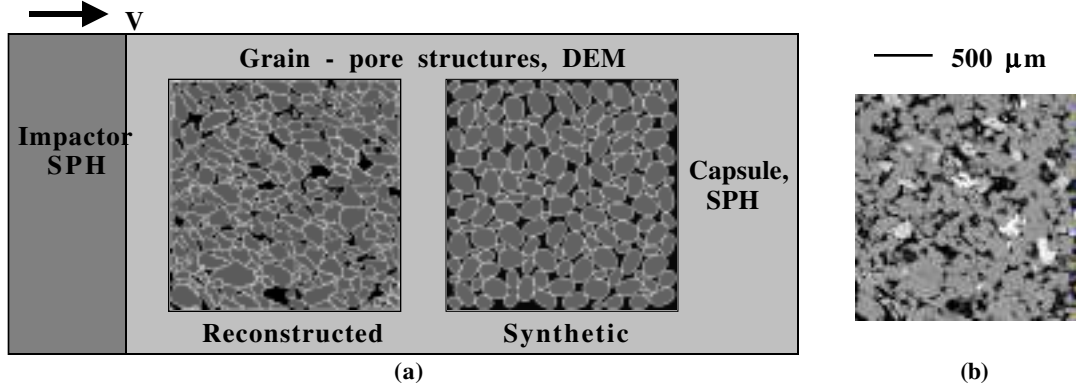 V
Grain - pore structures, DEM
Impactor
SPH
Capsule,
SPH
Reconstructed
Synthetic
(a)
500 μm
(b)